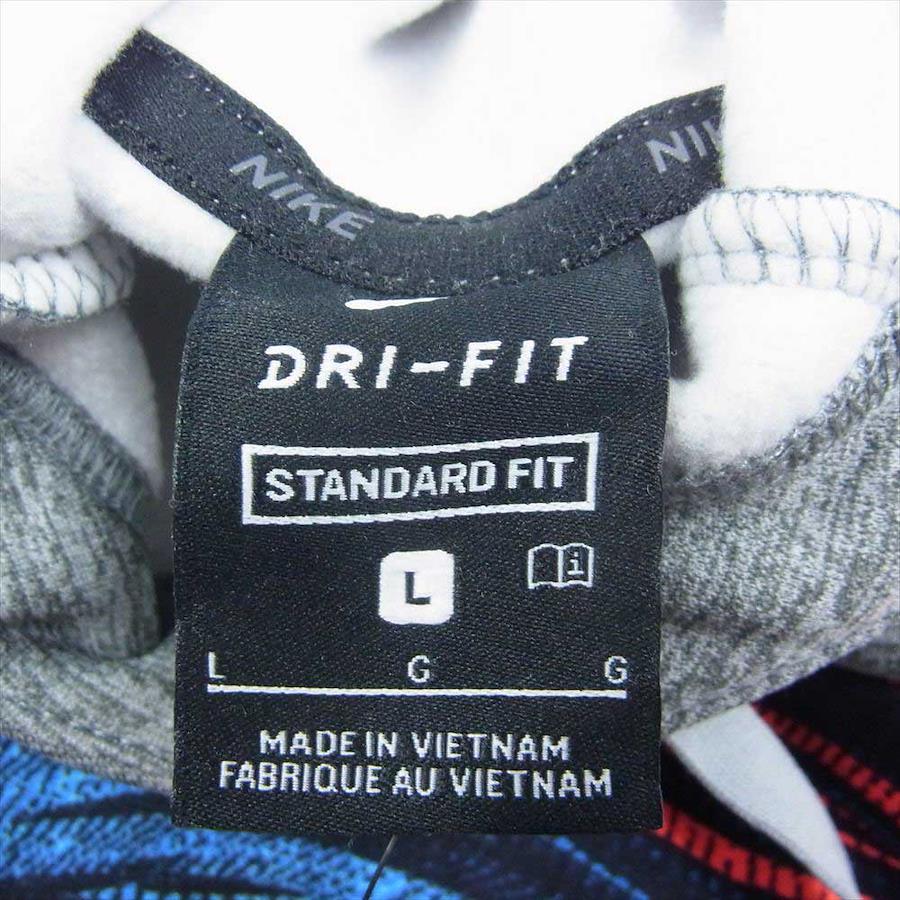 NIKE
DRI-FIT
STANDARD FIT
L
i
L G G
MADE IN VIETNAM
FABRIQUE AU VIETNAM